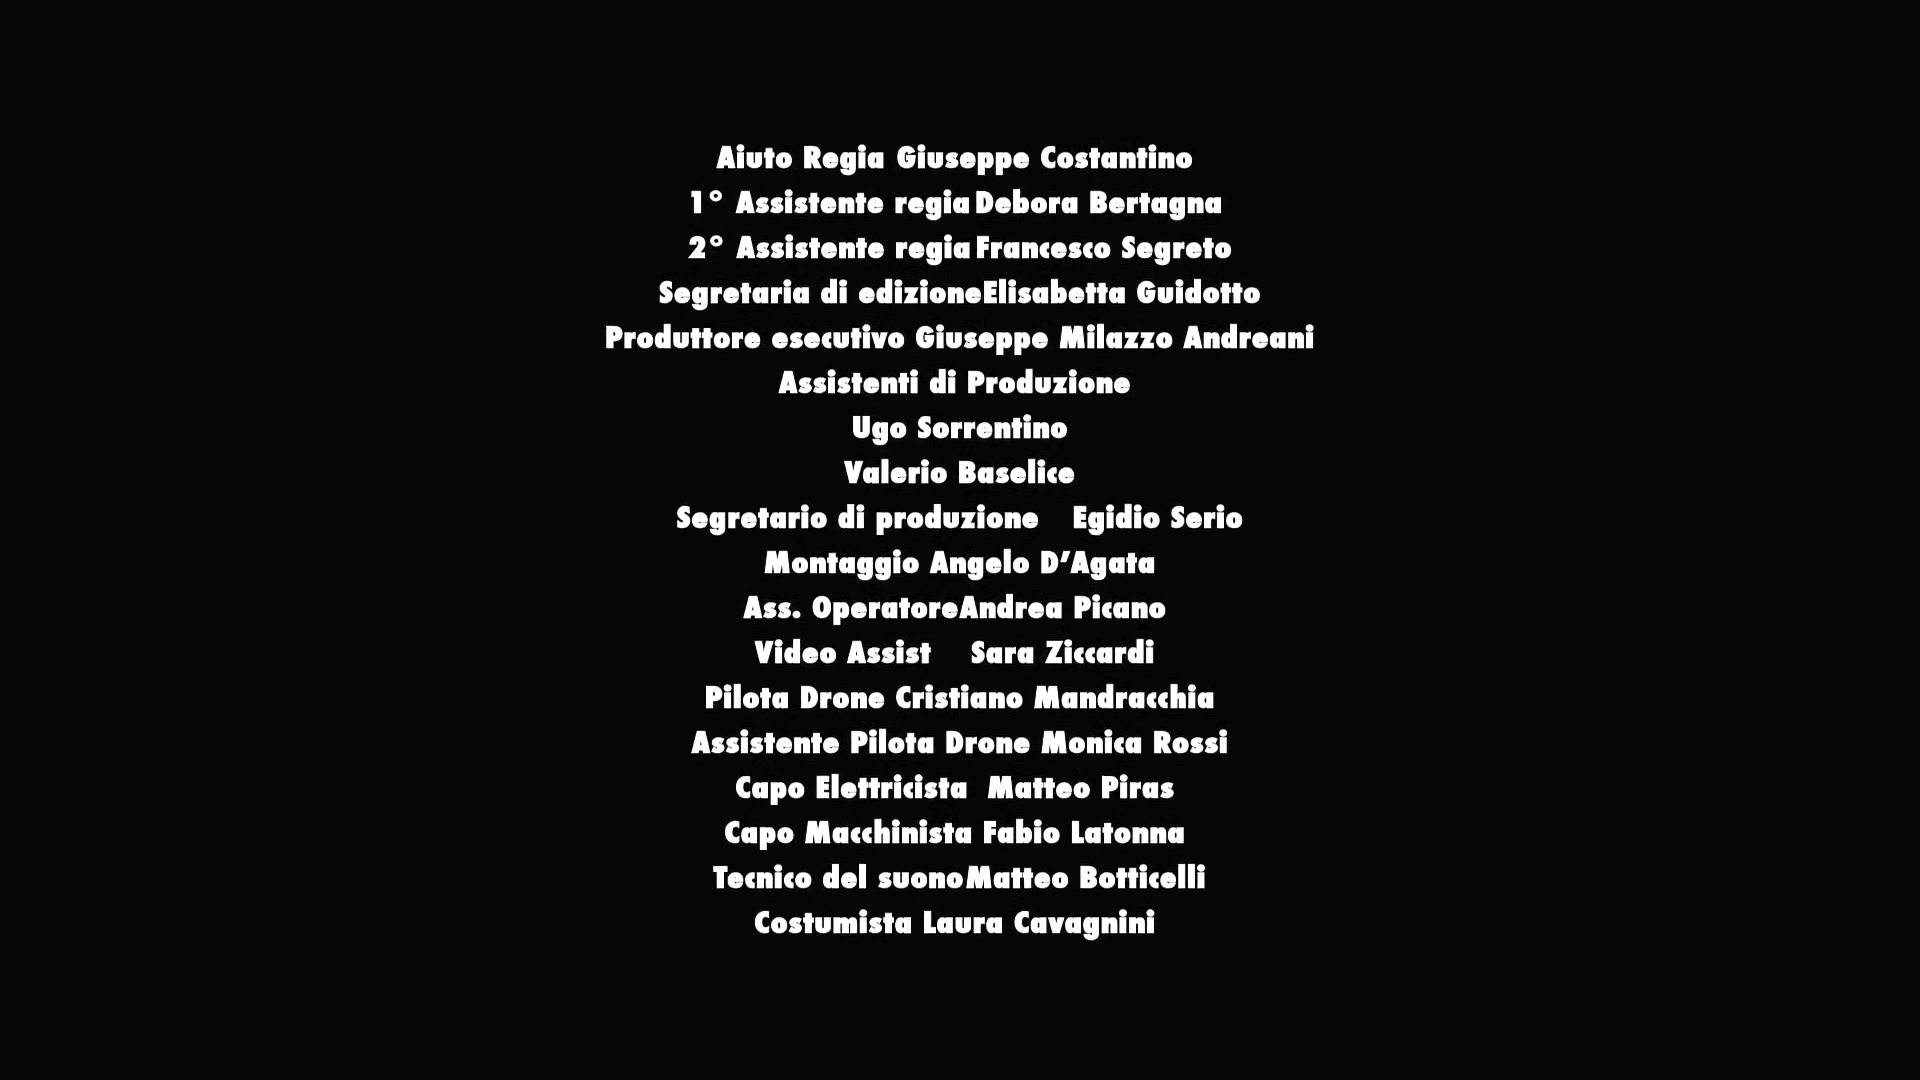 Aiuto Regia Giuseppe Costantino
1° Assistente regia Debora Bertagna
2° Assistente regia Francesco Segreto
Segretaria di edizioneElisabetta Guidotto
Produttore esecutivo Giuseppe Milazzo Andreani
Assistenti di Produzione
Ugo Sorrentino
Valerio Baselice
Segretario di produzione Egidio Serio
Montaggio Angelo D’Agata
Ass. OperatoreAndrea Picano
Video Assist Sara Ziccardi
Pilota Drone Cristiano Mandracchia
Assistente Pilota Drone Monica Rossi
Capo Elettricista Matteo Piras
Capo Macchinista Fabio Latonna
Tecnico del suonoMatteo Botticelli
Costumista Laura Cavagnini